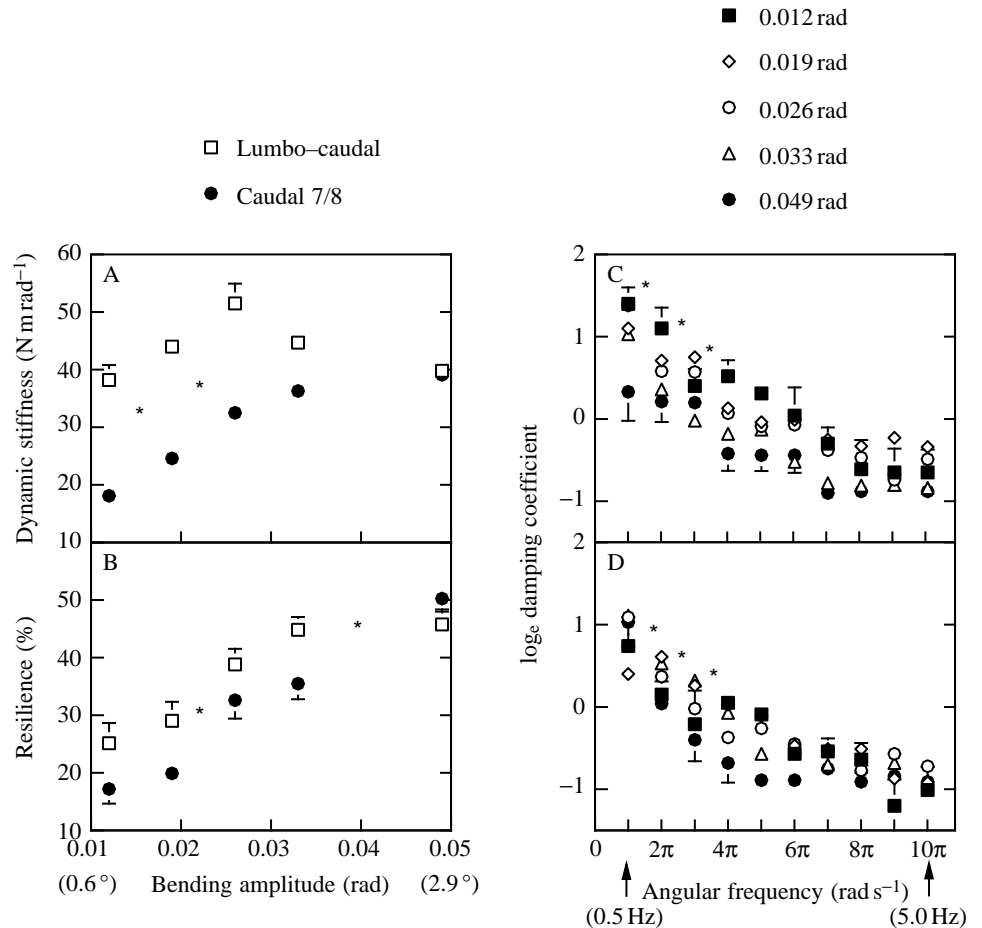 0.012 rad
0.019 rad
0.026 rad
0.033 rad
0.049 rad
Lumbo–caudal
Caudal 7/8
A
Dynamic stiffness (N m rad⁻¹)
60
50
40
30
20
10
*
*
B
Resilience (%)
50
40
30
20
10
*
*
0.01
0.02
0.03
0.04
0.05
(0.6 °)
Bending amplitude (rad)
(2.9 °)
C
logₑ damping coefficient
2
1
0
−1
*
*
*
D
2
1
0
−1
*
*
*
0
2π
4π
6π
8π
10π
Angular frequency (rad s⁻¹)
(0.5 Hz)
(5.0 Hz)